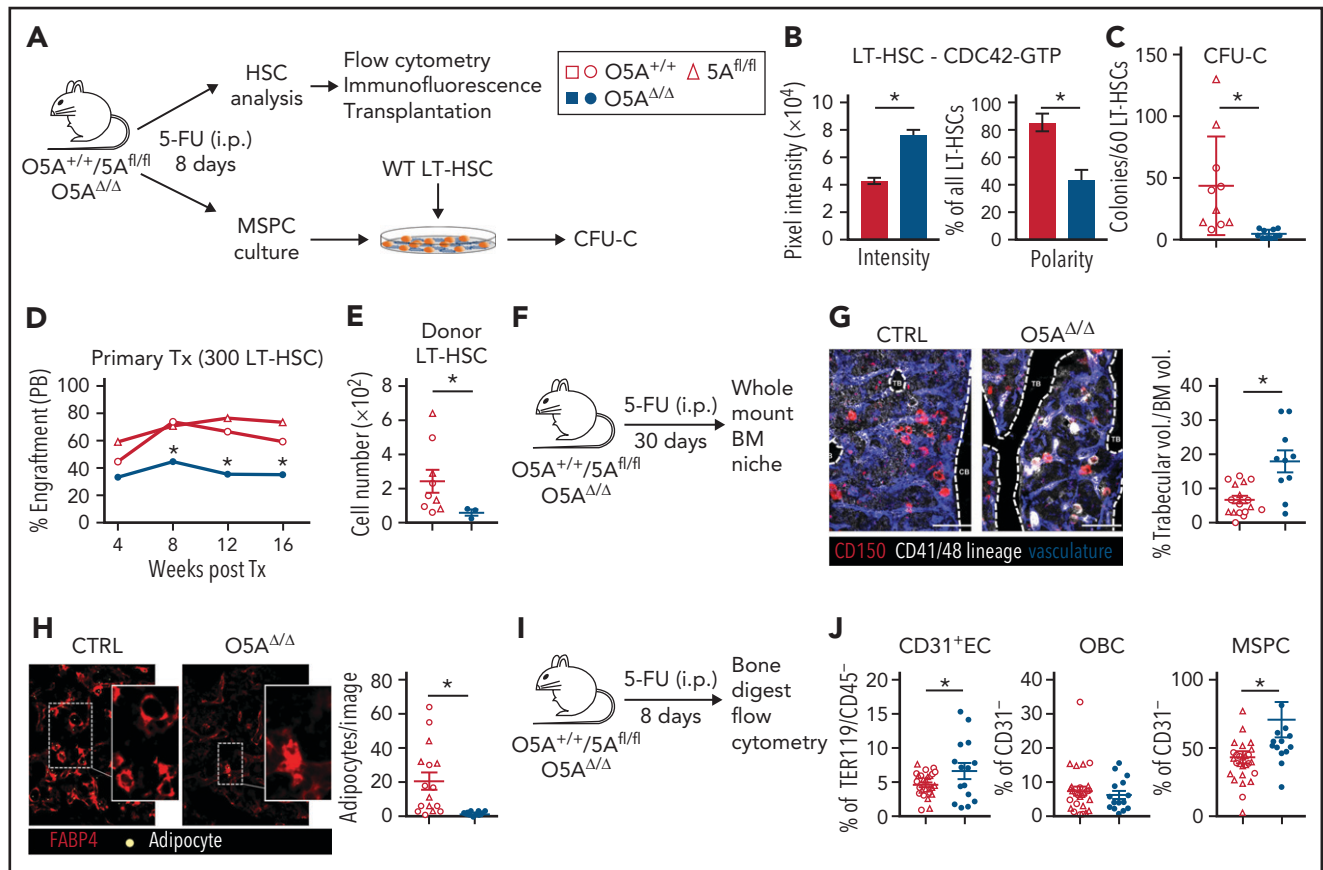 A
HSC
analysis
Flow cytometry
Immunofluorescence
Transplantation
5-FU (i.p.)
8 days
O5A+/+/5Afl/fl
O5AΔ/Δ
MSPC
culture
WT LT-HSC
CFU-C
O5A+/+ 5Afl/fl
O5AΔ/Δ
B
LT-HSC - CDC42-GTP
Pixel intensity (×10⁴)
8
6
4
2
0
*
Intensity
% of all LT-HSCs
100
80
60
40
20
0
*
Polarity
C
CFU-C
Colonies/60 LT-HSCs
150
100
50
0
*
D
Primary Tx (300 LT-HSC)
% Engraftment (PB)
100
80
60
40
20
0
* * *
4 8 12 16
Weeks post Tx
E
Donor
LT-HSC
Cell number (×10²)
8
6
4
2
0
*
F
O5A+/+/5Afl/fl
O5AΔ/Δ
5-FU (i.p.)
30 days
Whole
mount
BM
niche
G
CTRL
O5AΔ/Δ
TB
CB
TB
TB
CD150 CD41/48 lineage vasculature
% Trabecular vol./BM vol.
40
30
20
10
0
*
H
CTRL
O5AΔ/Δ
FABP4 Adipocyte
Adipocytes/image
80
60
40
20
0
*
I
O5A+/+/5Afl/fl
O5AΔ/Δ
5-FU (i.p.)
8 days
Bone
digest
flow
cytometry
J
CD31+EC
% of TER119/CD45-
20
15
10
5
0
*
OBC
% of CD31-
40
30
20
10
0
MSPC
% of CD31-
100
50
0
*